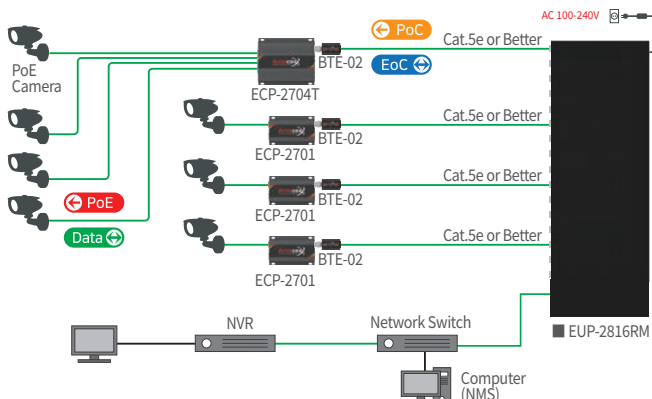 AC 100-240V
PoC
Cat.5e or Better
BTE-02
EoC
PoE
Camera
ECP-2704T
Cat.5e or Better
BTE-02
ECP-2701
Cat.5e or Better
BTE-02
ECP-2701
PoE
Data
Cat.5e or Better
BTE-02
ECP-2701
NVR
Network Switch
EUP-2816RM
Computer
(NMS)